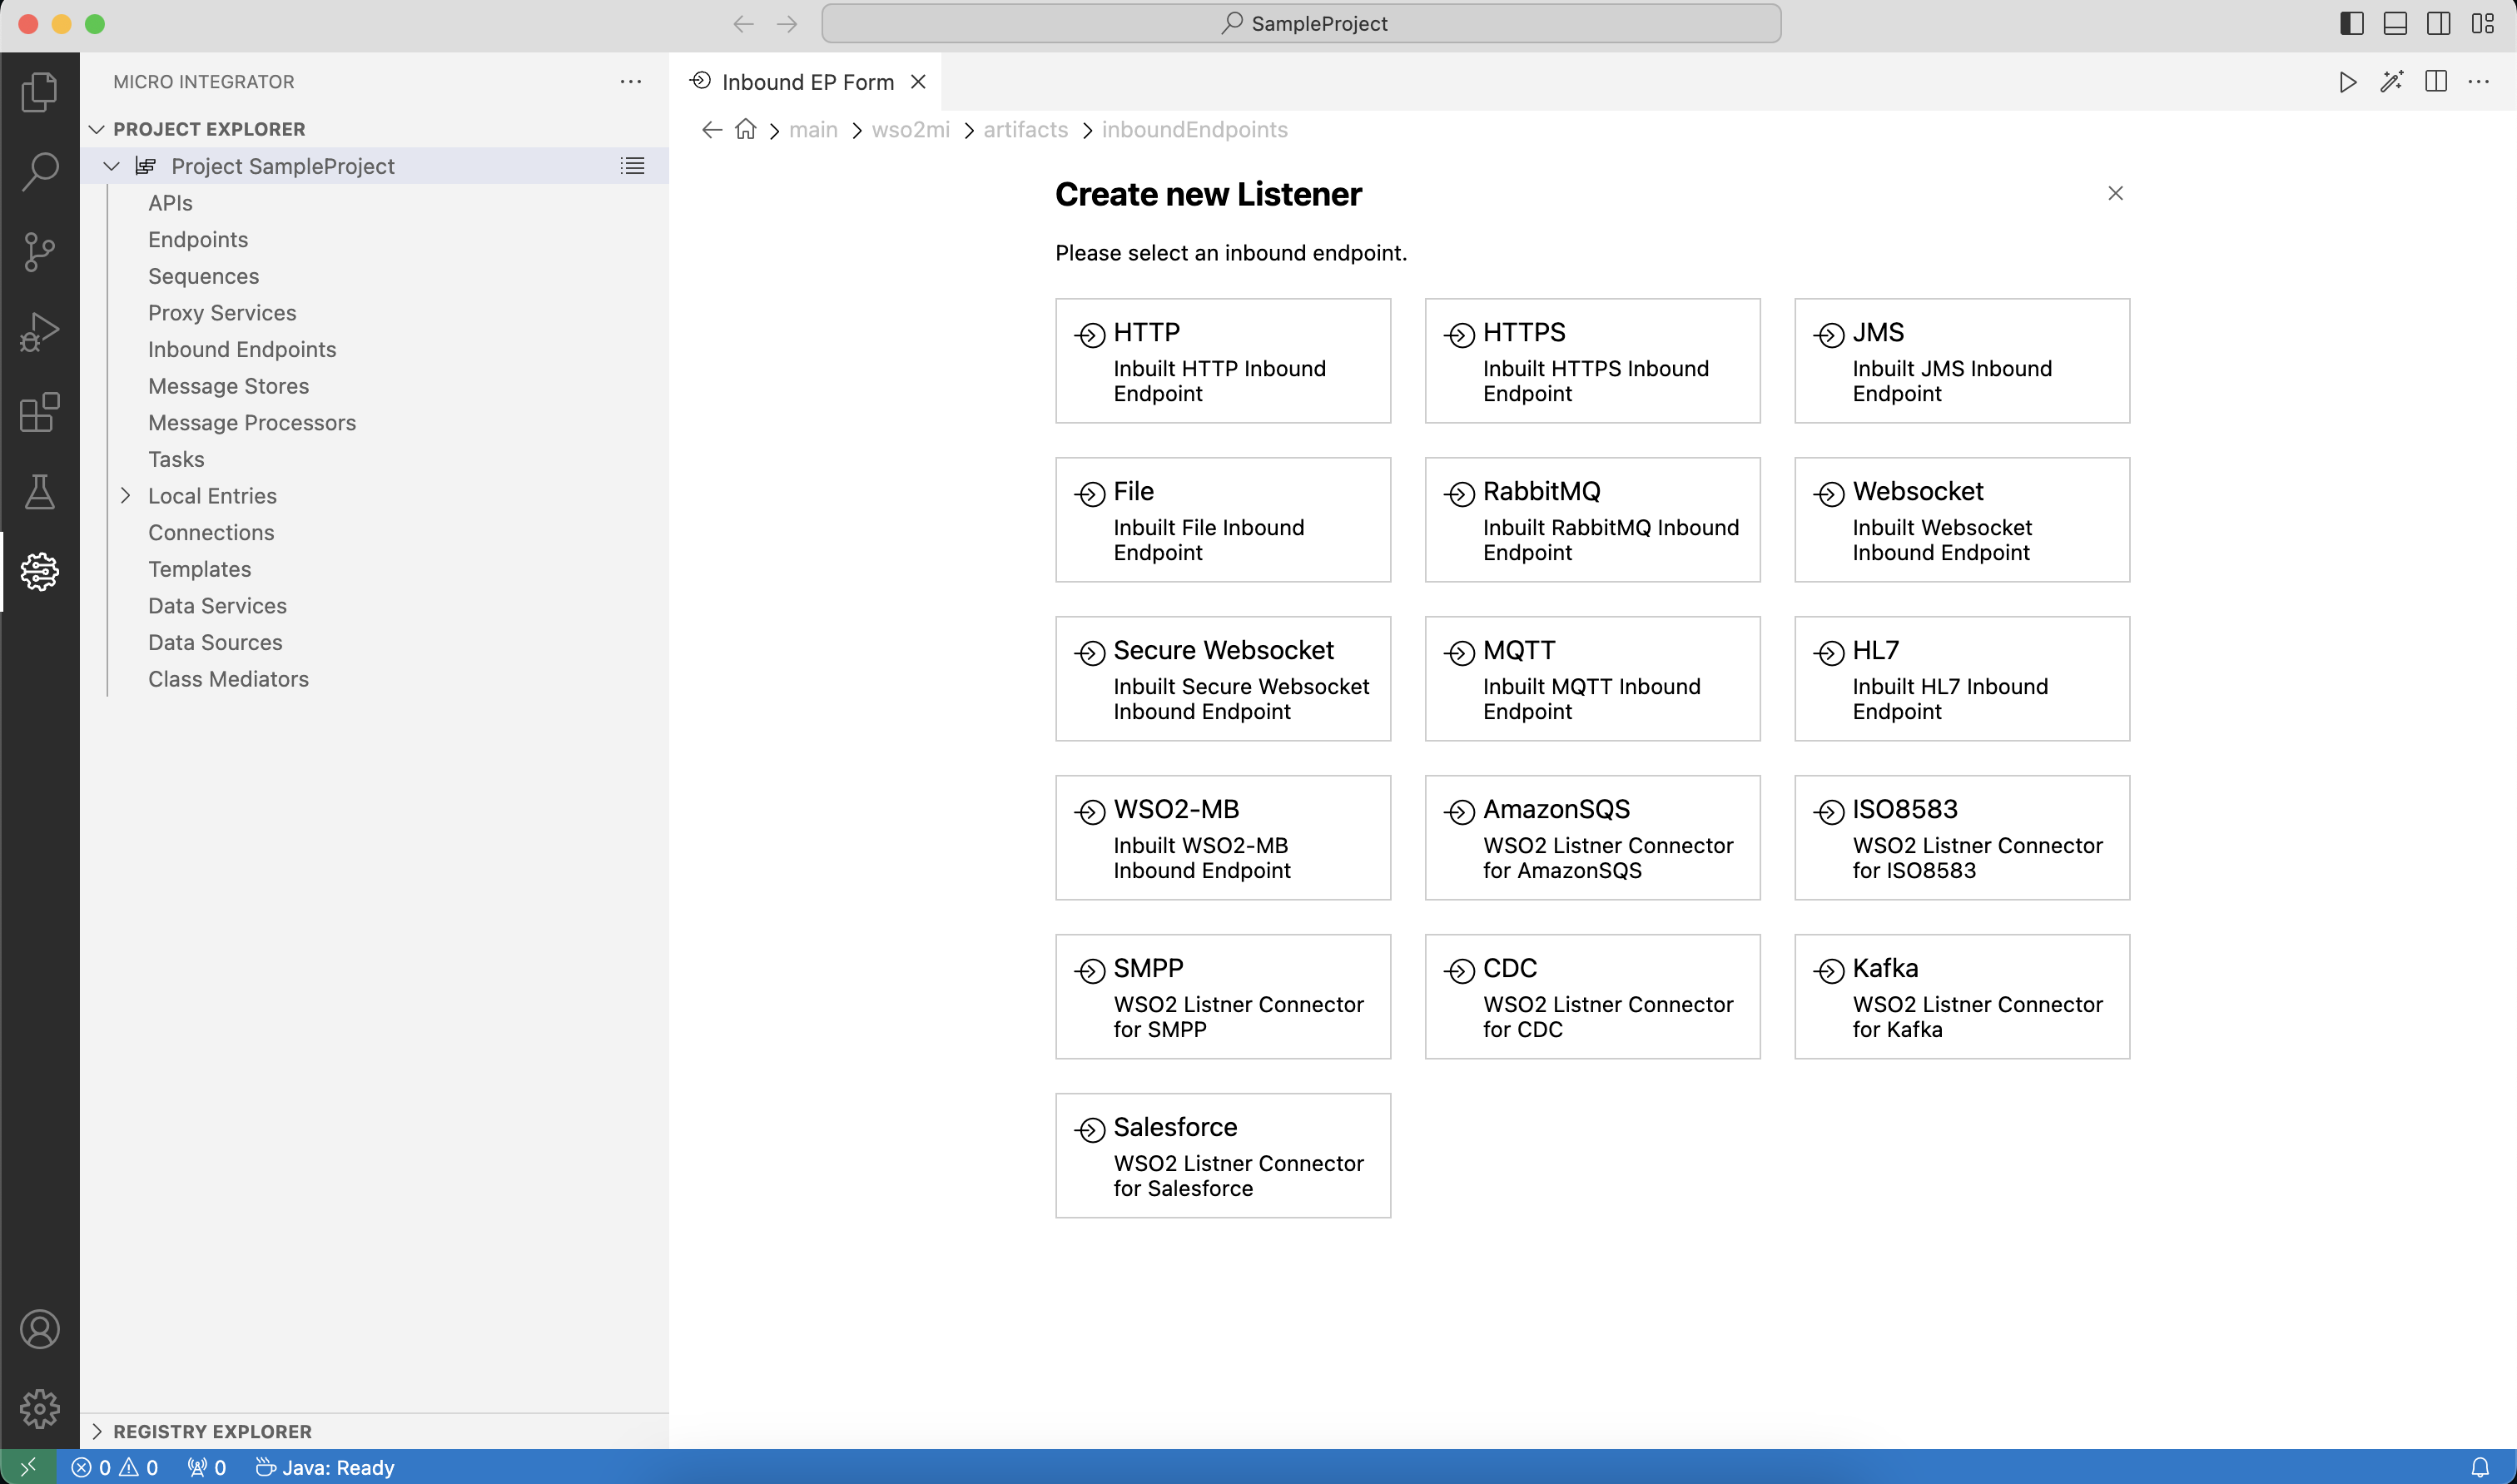 SampleProject
MICRO INTEGRATOR
PROJECT EXPLORER
Project SampleProject
APIs
Endpoints
Sequences
Proxy Services
Inbound Endpoints
Message Stores
Message Processors
Tasks
Local Entries
Connections
Templates
Data Services
Data Sources
Class Mediators
REGISTRY EXPLORER
Inbound EP Form
main wso2mi artifacts inboundEndpoints
Create new Listener
Please select an inbound endpoint.
HTTP
Inbuilt HTTP Inbound
Endpoint
HTTPS
Inbuilt HTTPS Inbound
Endpoint
JMS
Inbuilt JMS Inbound
Endpoint
File
Inbuilt File Inbound
Endpoint
RabbitMQ
Inbuilt RabbitMQ Inbound
Endpoint
Websocket
Inbuilt Websocket
Inbound Endpoint
Secure Websocket
Inbuilt Secure Websocket
Inbound Endpoint
MQTT
Inbuilt MQTT Inbound
Endpoint
HL7
Inbuilt HL7 Inbound
Endpoint
WSO2-MB
Inbuilt WSO2-MB
Inbound Endpoint
AmazonSQS
WSO2 Listner Connector
for AmazonSQS
ISO8583
WSO2 Listner Connector
for ISO8583
SMPP
WSO2 Listner Connector
for SMPP
CDC
WSO2 Listner Connector
for CDC
Kafka
WSO2 Listner Connector
for Kafka
Salesforce
WSO2 Listner Connector
for Salesforce
0 0 0 Java: Ready